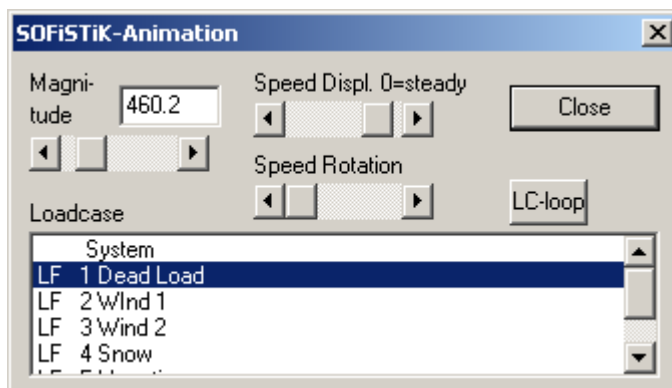 SOFiSTiK-Animation
Magni-
tude
460.2
Speed Displ. 0=steady
Close
Speed Rotation
LC-loop
Loadcase
System
LF 1 Dead Load
LF 2 WInd 1
LF 3 Wind 2
LF 4 Snow